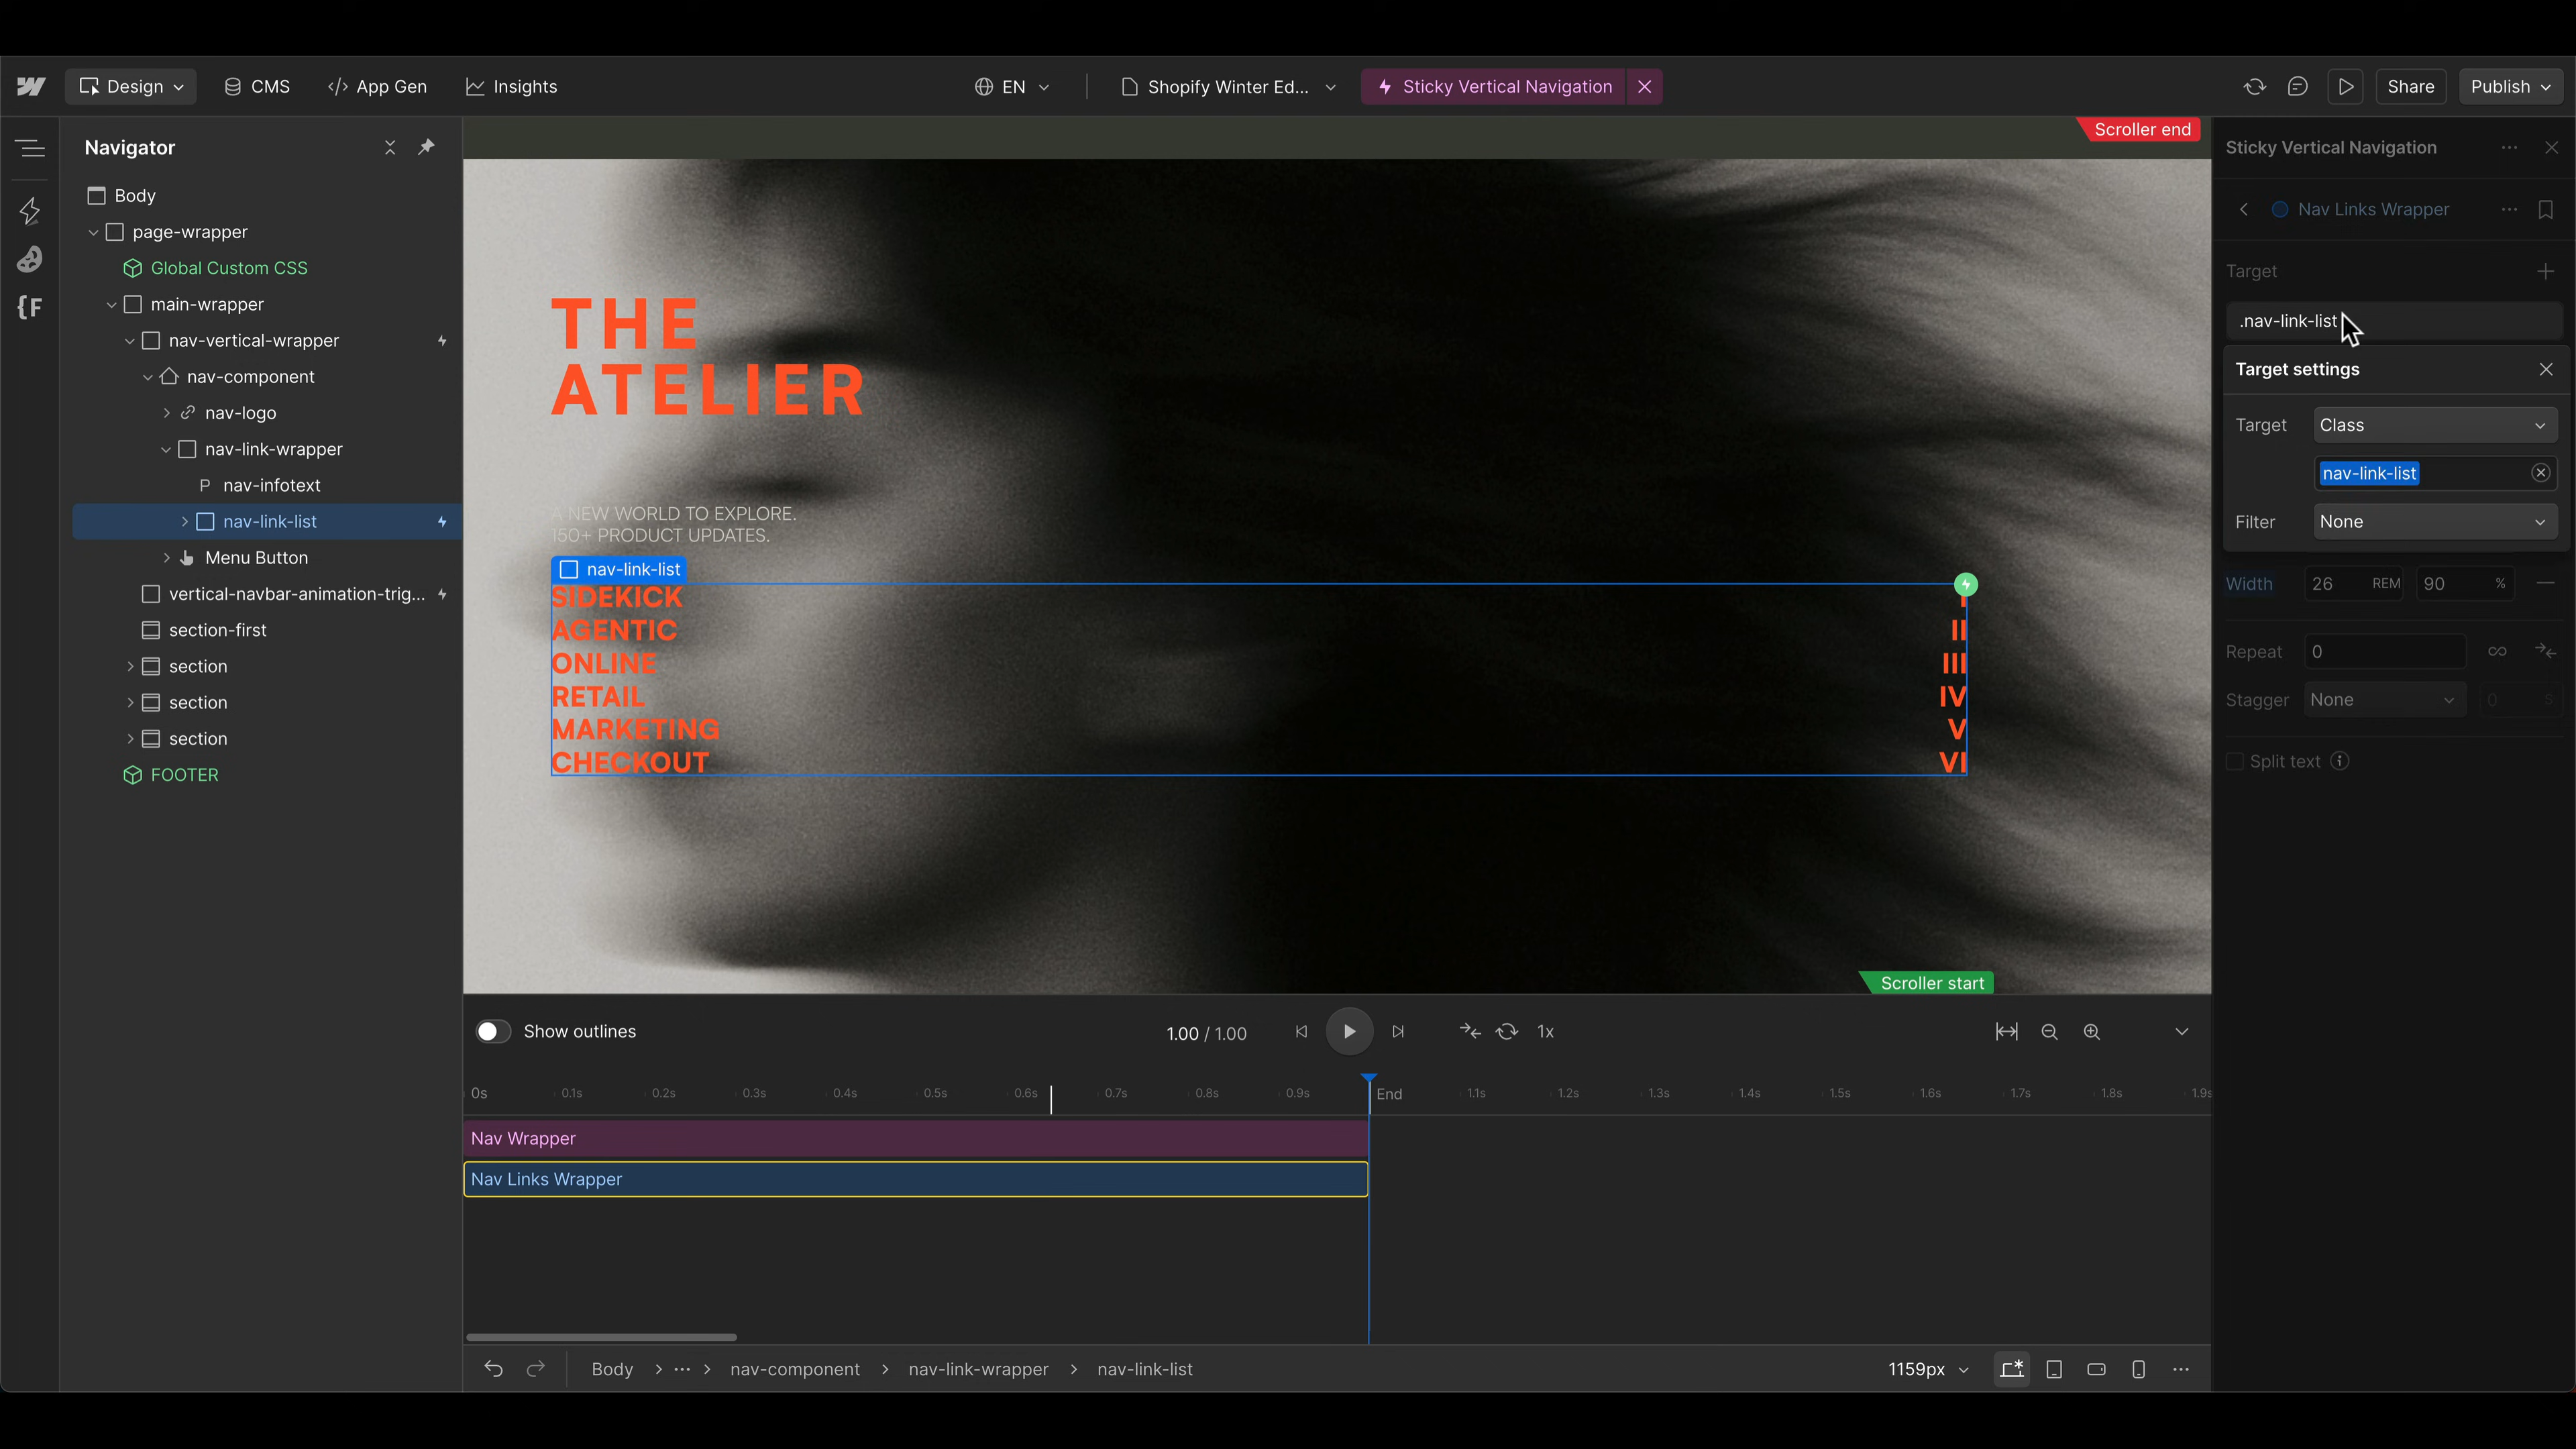 Design
CMS
</> App Gen
Insights
EN
Shopify Winter Ed...
Sticky Vertical Navigation
Share
Publish
Navigator
Body
page-wrapper
Global Custom CSS
main-wrapper
nav-vertical-wrapper
nav-component
nav-logo
nav-link-wrapper
P nav-infotext
nav-link-list
Menu Button
vertical-navbar-animation-trig...
section-first
section
section
section
FOOTER
Scroller end
THE
ATELIER
A NEW WORLD TO EXPLORE.
150+ PRODUCT UPDATES.
nav-link-list
SIDEKICK I
AGENTIC II
ONLINE III
RETAIL IV
MARKETING V
CHECKOUT VI
Scroller start
Sticky Vertical Navigation
Nav Links Wrapper
Target
.nav-link-list
Target settings
Target Class
nav-link-list
Filter None
Width 26 REM 90 %
Repeat 0
Stagger None 0 S
Split text
Show outlines
1.00 / 1.00
1x
0s 0.1s 0.2s 0.3s 0.4s 0.5s 0.6s 0.7s 0.8s 0.9s End 1.1s 1.2s 1.3s 1.4s 1.5s 1.6s 1.7s 1.8s 1.9s
Nav Wrapper
Nav Links Wrapper
Body > ... > nav-component > nav-link-wrapper > nav-link-list
1159px